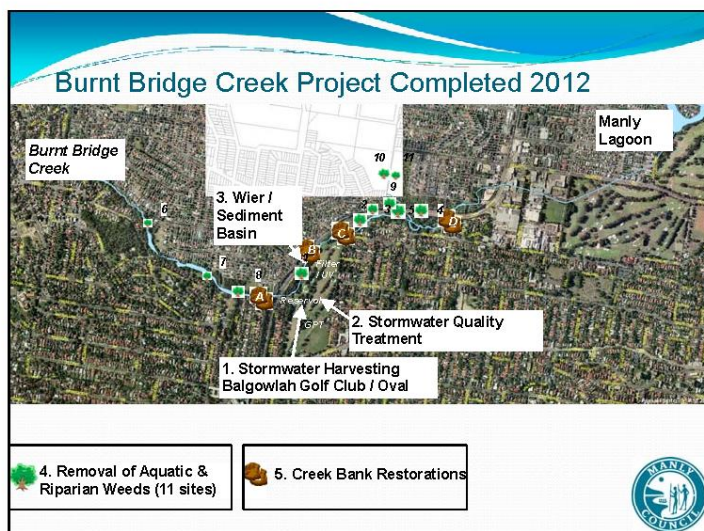 Burnt Bridge Creek Project Completed 2012
Burnt Bridge
Creek
Manly
Lagoon
10
11
9
3. Wier /
Sediment
Basin
6
7
8
A
B
C
D
Filter
UV
GPT
2. Stormwater Quality
Treatment
1. Stormwater Harvesting
Balgowlah Golf Club / Oval
4. Removal of Aquatic &
Riparian Weeds (11 sites)
5. Creek Bank Restorations
MANLY
COUNCIL